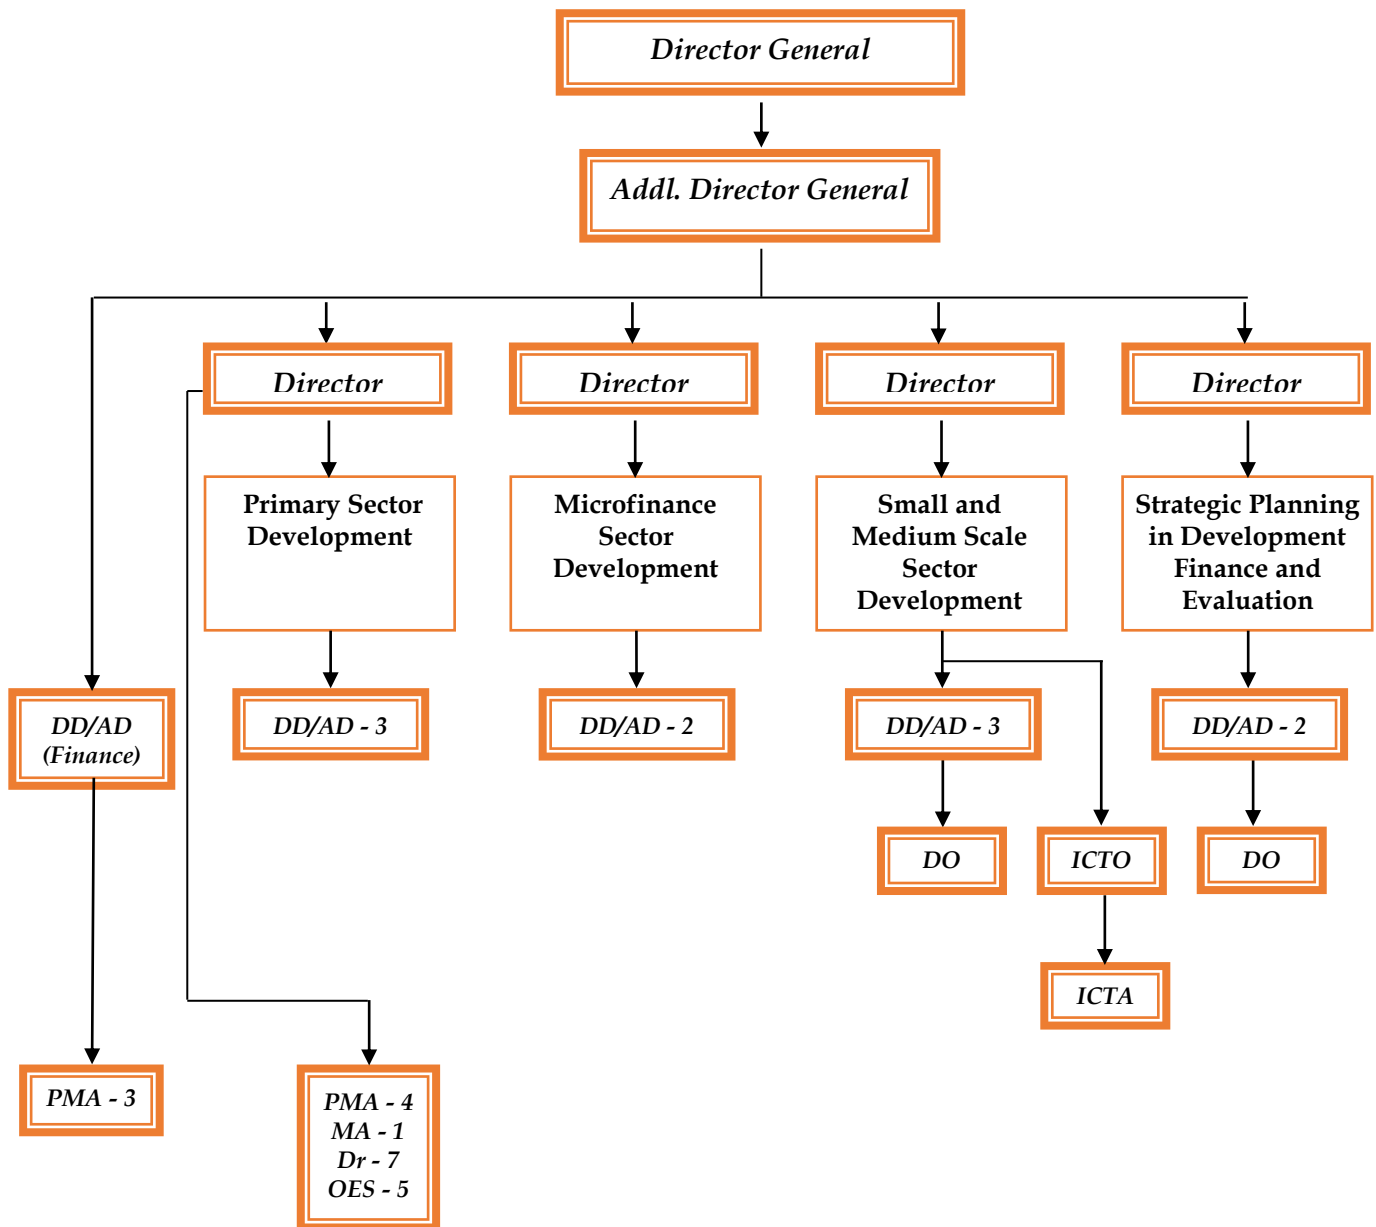 Director General
Addl. Director General
Director
Director
Director
Director
Primary Sector
Development
Microfinance
Sector
Development
Small and
Medium Scale
Sector
Development
Strategic Planning
in Development
Finance and
Evaluation
DD/AD
(Finance)
DD/AD - 3
DD/AD - 2
DD/AD - 3
DD/AD - 2
DO
ICTO
DO
ICTA
PMA - 3
PMA - 4
MA - 1
Dr - 7
OES - 5